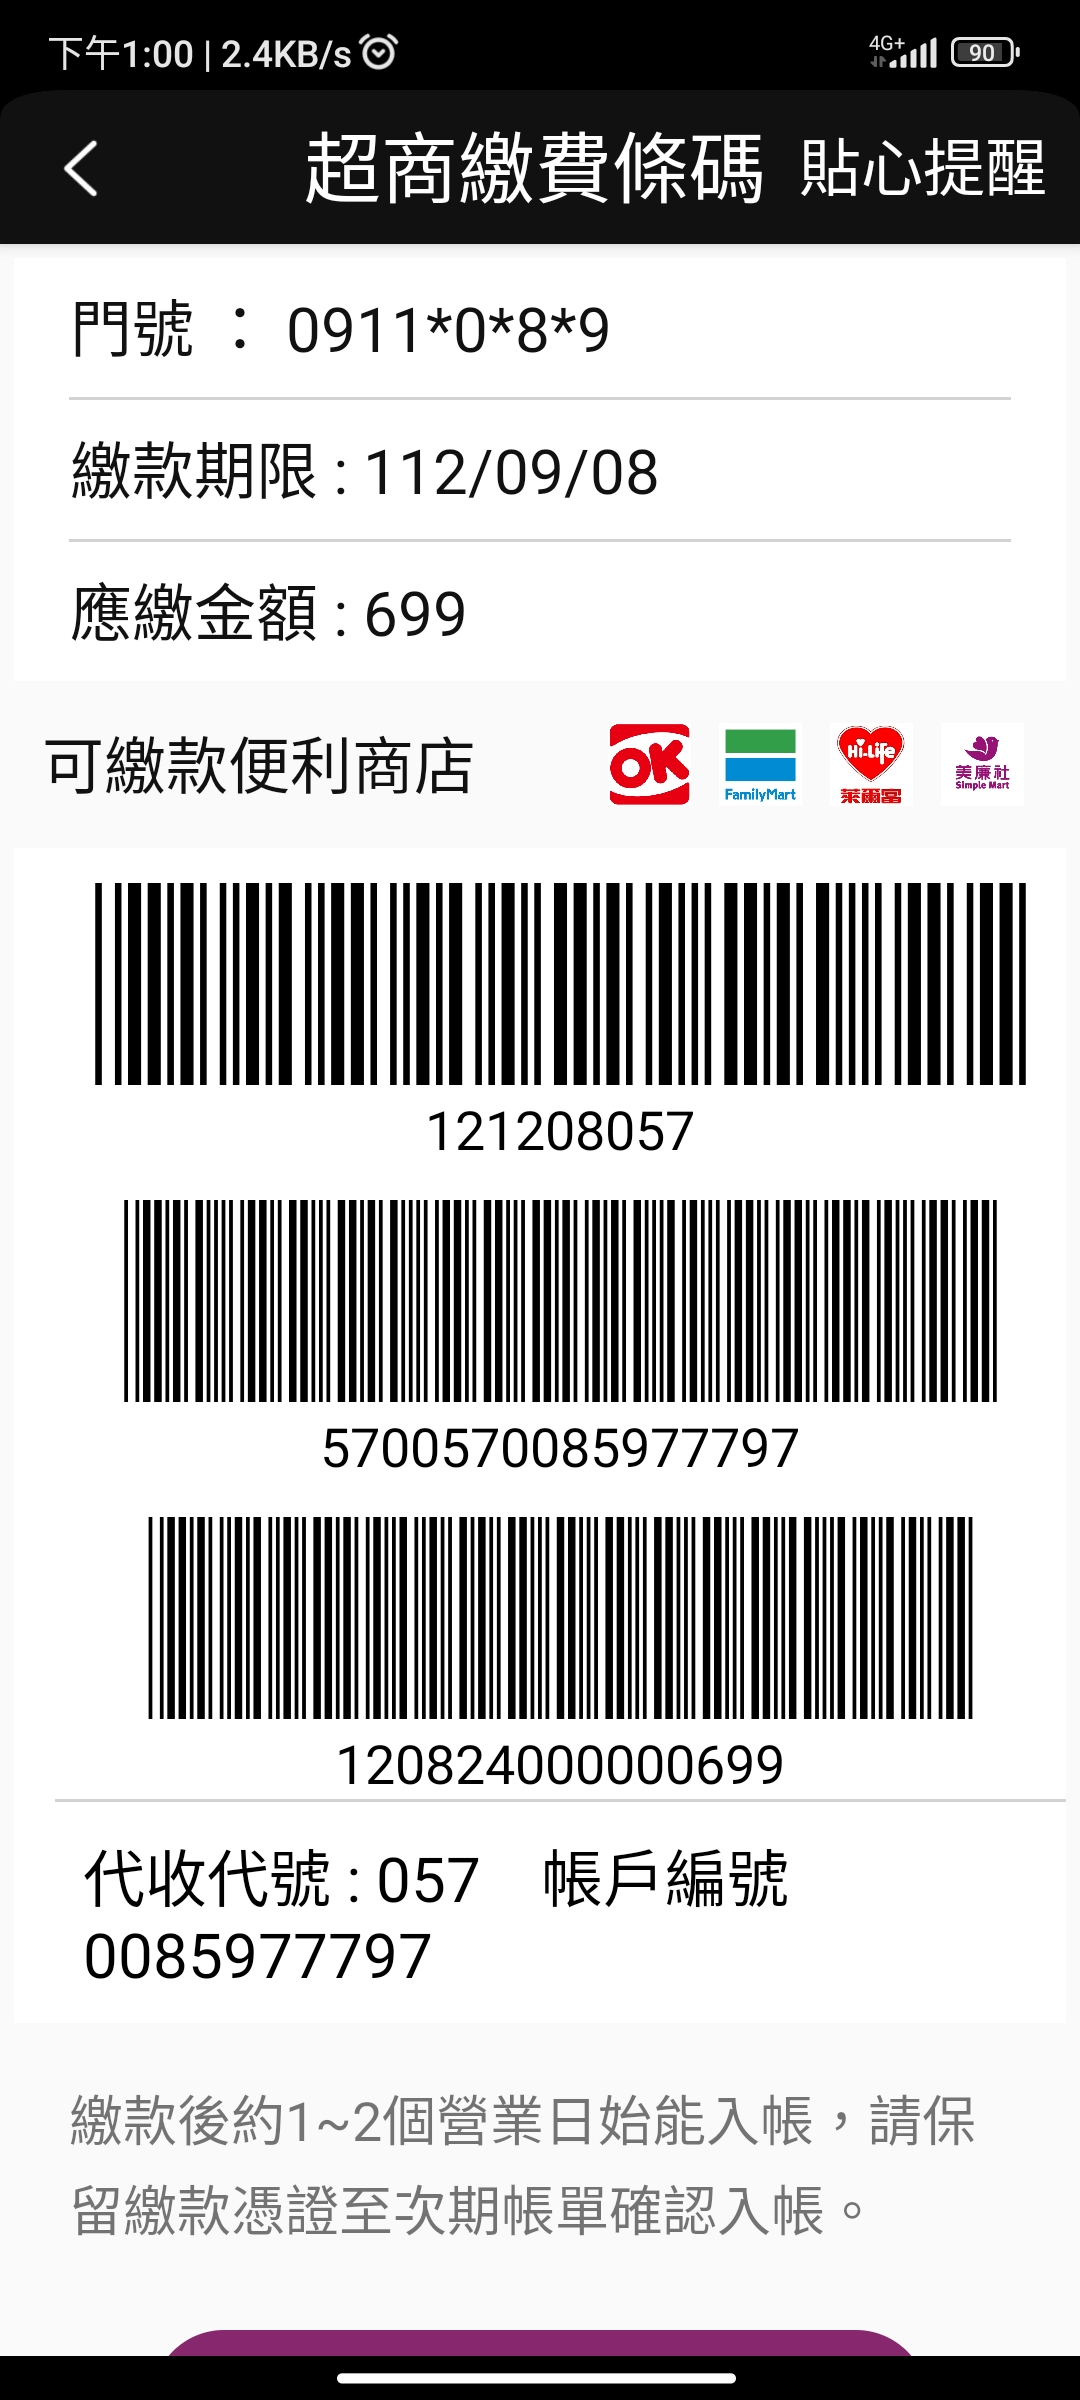 下午1:00 | 2.4KB/s
4G+
90
超商繳費條碼 貼心提醒
門號 ： 0911*0*8*9
繳款期限 : 112/09/08
應繳金額 : 699
可繳款便利商店
OK
FamilyMart
Hi-Life
萊爾富
美廉社
Simple Mart
121208057
5700570085977797
120824000000699
代收代號 : 057 帳戶編號
0085977797
繳款後約1~2個營業日始能入帳，請保
留繳款憑證至次期帳單確認入帳。